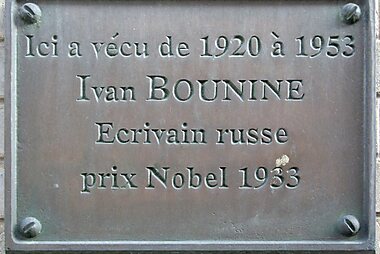 Ici a vécu de 1920 à 1953
Ivan BOUNINE
Ecrivain russe
prix Nobel 1933